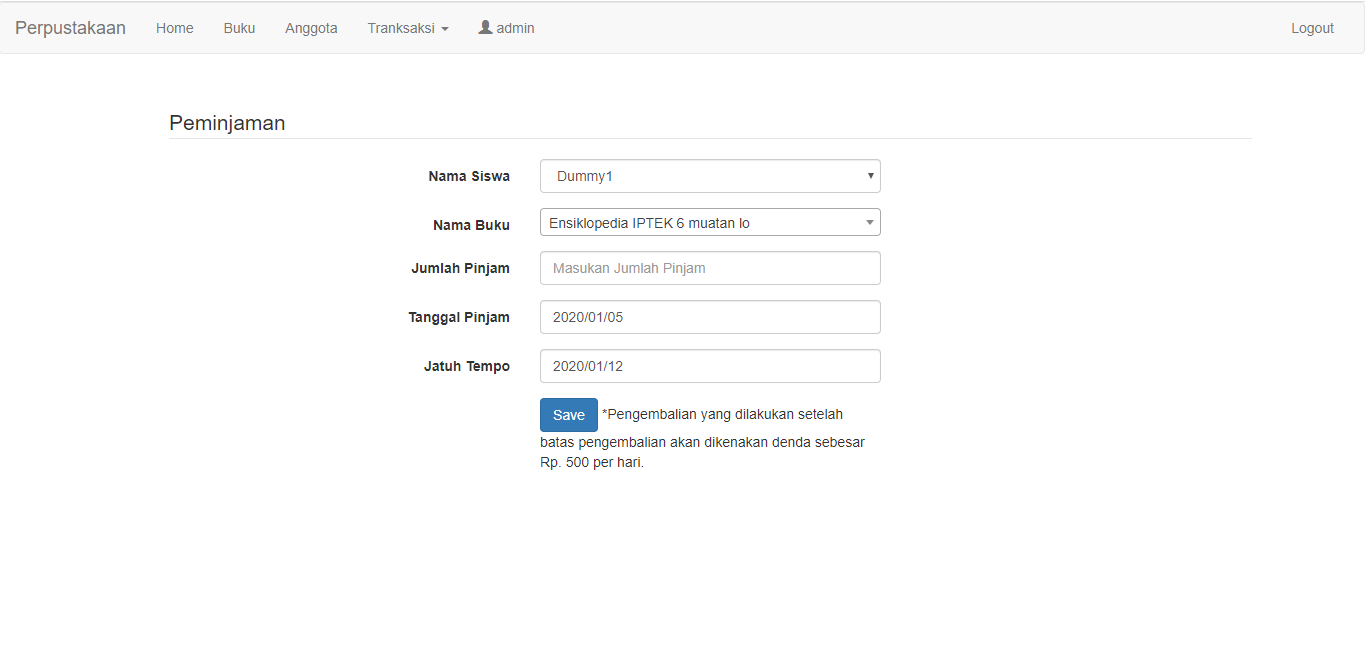 Perpustakaan Home Buku Anggota Tranksaksi admin Logout
Peminjaman
Nama Siswa Dummy1
Nama Buku Ensiklopedia IPTEK 6 muatan lo
Jumlah Pinjam Masukan Jumlah Pinjam
Tanggal Pinjam 2020/01/05
Jatuh Tempo 2020/01/12
Save *Pengembalian yang dilakukan setelah
batas pengembalian akan dikenakan denda sebesar
Rp. 500 per hari.